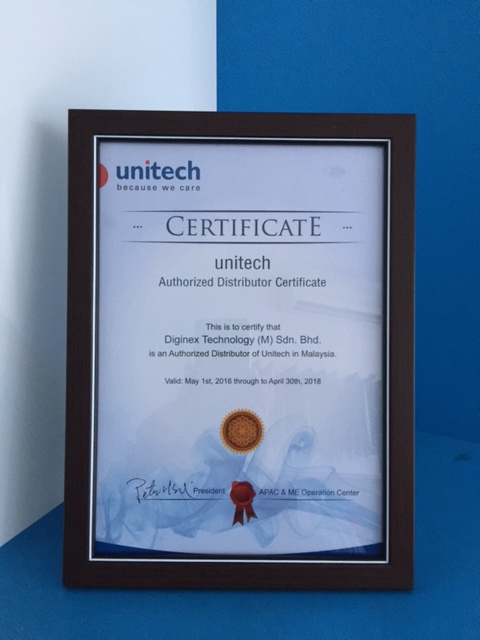 unitech
because we care
... CERTIFICATE ...
unitech
Authorized Distributor Certificate
This is to certify that
Diginex Technology (M) Sdn. Bhd.
is an Authorized Distributor of Unitech in Malaysia.
Valid: May 1st, 2016 through to April 30th, 2018
President APAC & ME Operation Center